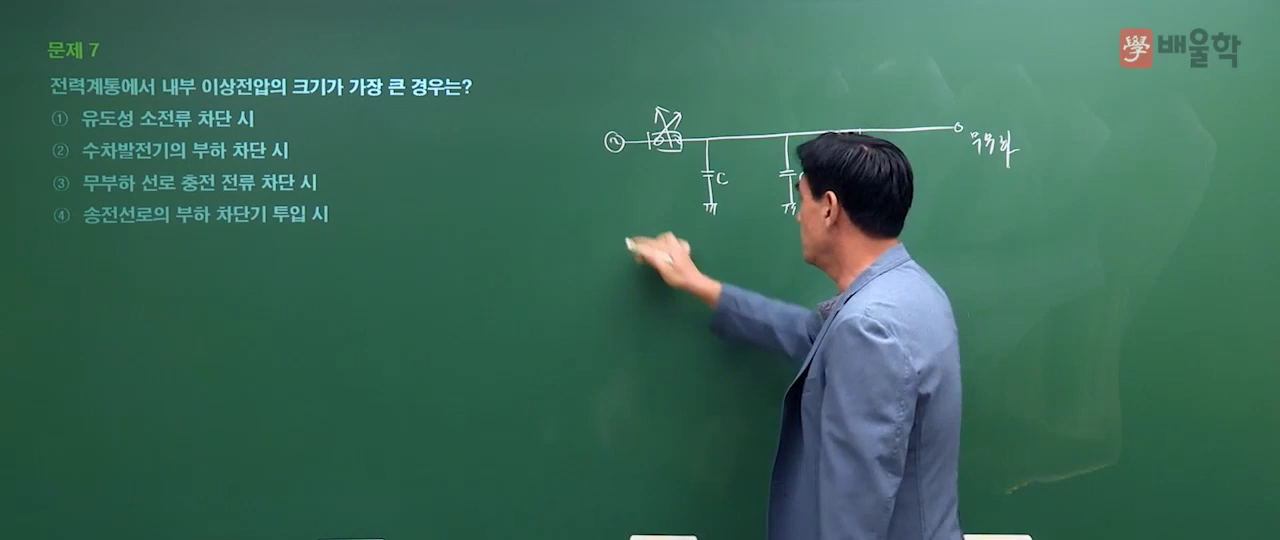 문제 7
學 배울학
전력계통에서 내부 이상전압의 크기가 가장 큰 경우는?
① 유도성 소전류 차단 시
② 수차발전기의 부하 차단 시
③ 무부하 선로 충전 전류 차단 시
④ 송전선로의 부하 차단기 투입 시
무부하
C